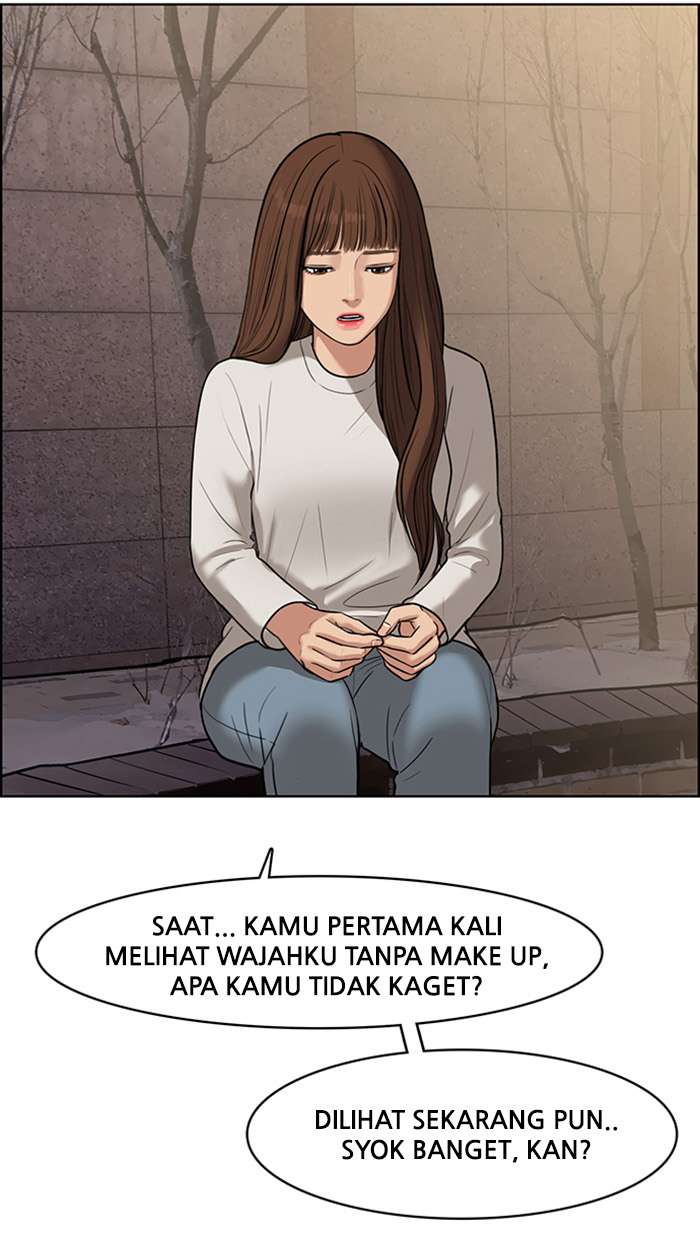 SAAT... KAMU PERTAMA KALI
MELIHAT WAJAHKU TANPA MAKE UP,
APA KAMU TIDAK KAGET?
DILIHAT SEKARANG PUN..
SYOK BANGET, KAN?